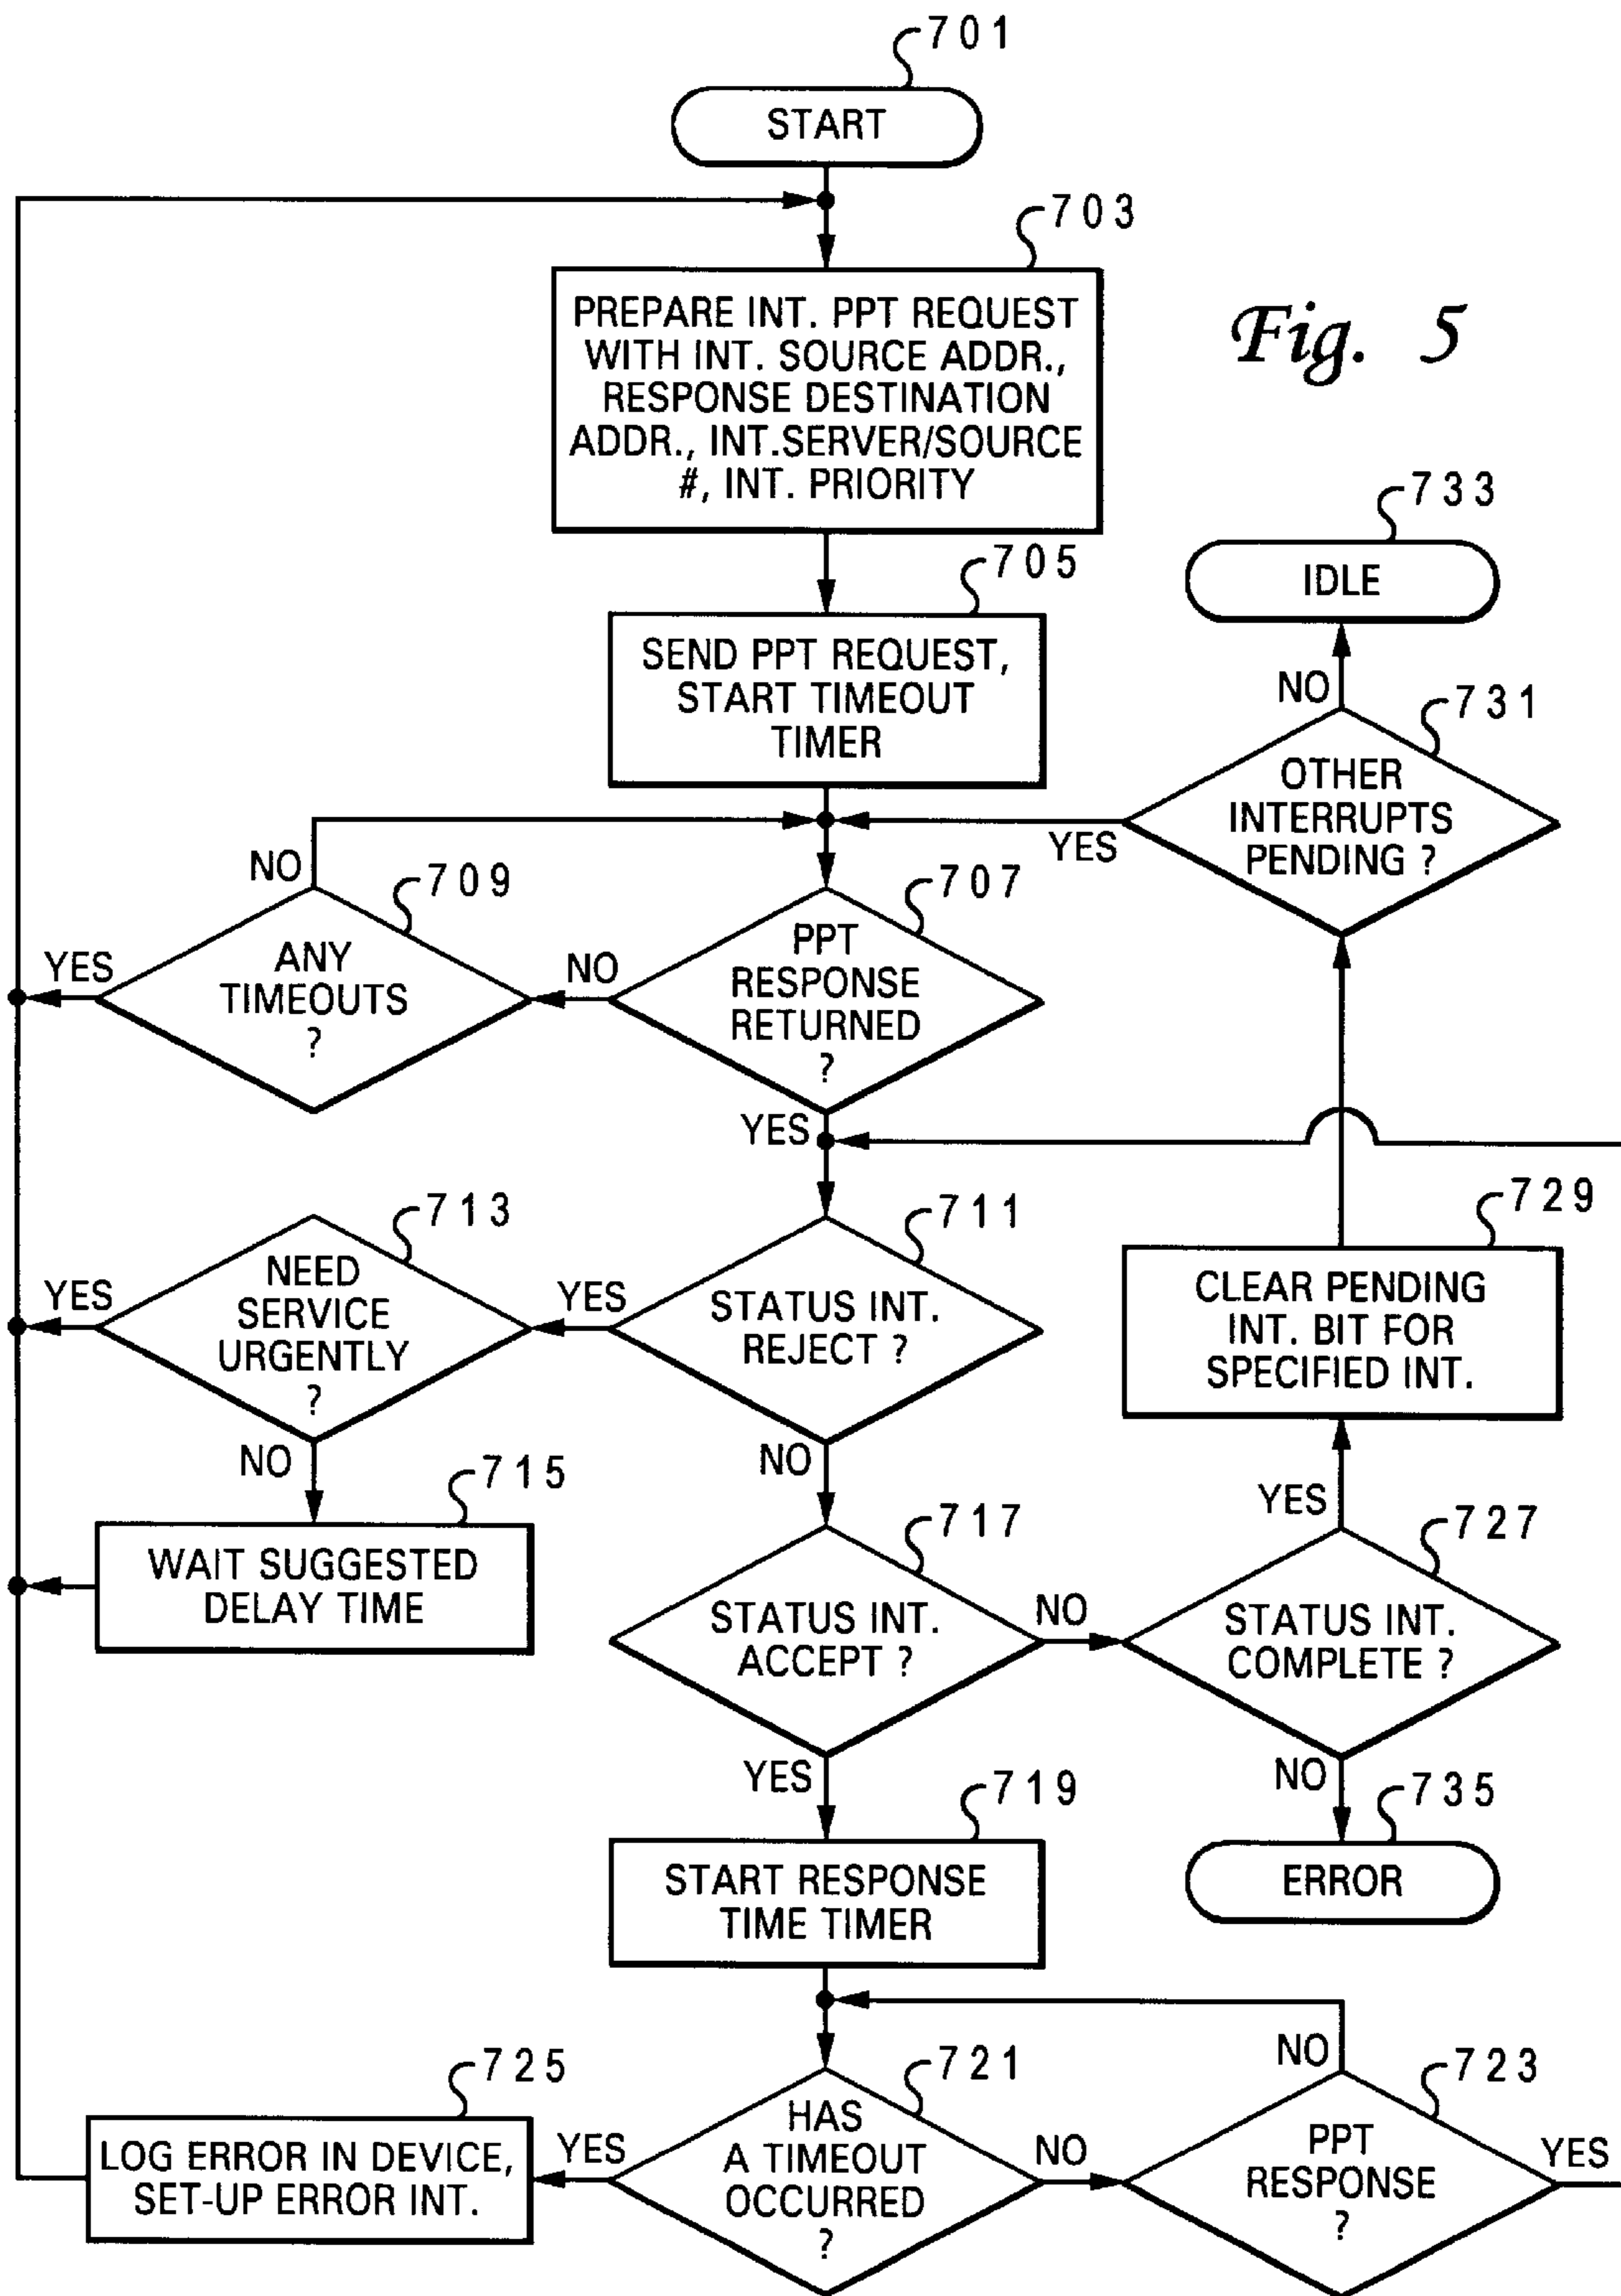 701
START
703
PREPARE INT. PPT REQUEST
WITH INT. SOURCE ADDR.,
RESPONSE DESTINATION
ADDR., INT.SERVER/SOURCE
#, INT. PRIORITY
Fig. 5
705
SEND PPT REQUEST,
START TIMEOUT
TIMER
733
IDLE
NO
731
OTHER
INTERRUPTS
PENDING ?
YES
NO
709
ANY
TIMEOUTS
?
YES
NO
707
PPT
RESPONSE
RETURNED
?
YES
713
NEED
SERVICE
URGENTLY
?
YES
YES
711
STATUS INT.
REJECT ?
729
CLEAR PENDING
INT. BIT FOR
SPECIFIED INT.
NO
715
WAIT SUGGESTED
DELAY TIME
NO
717
STATUS INT.
ACCEPT ?
NO
YES
727
STATUS INT.
COMPLETE ?
YES
719
START RESPONSE
TIME TIMER
NO
735
ERROR
725
LOG ERROR IN DEVICE,
SET-UP ERROR INT.
YES
721
HAS
A TIMEOUT
OCCURRED
?
NO
NO
723
PPT
RESPONSE
?
YES